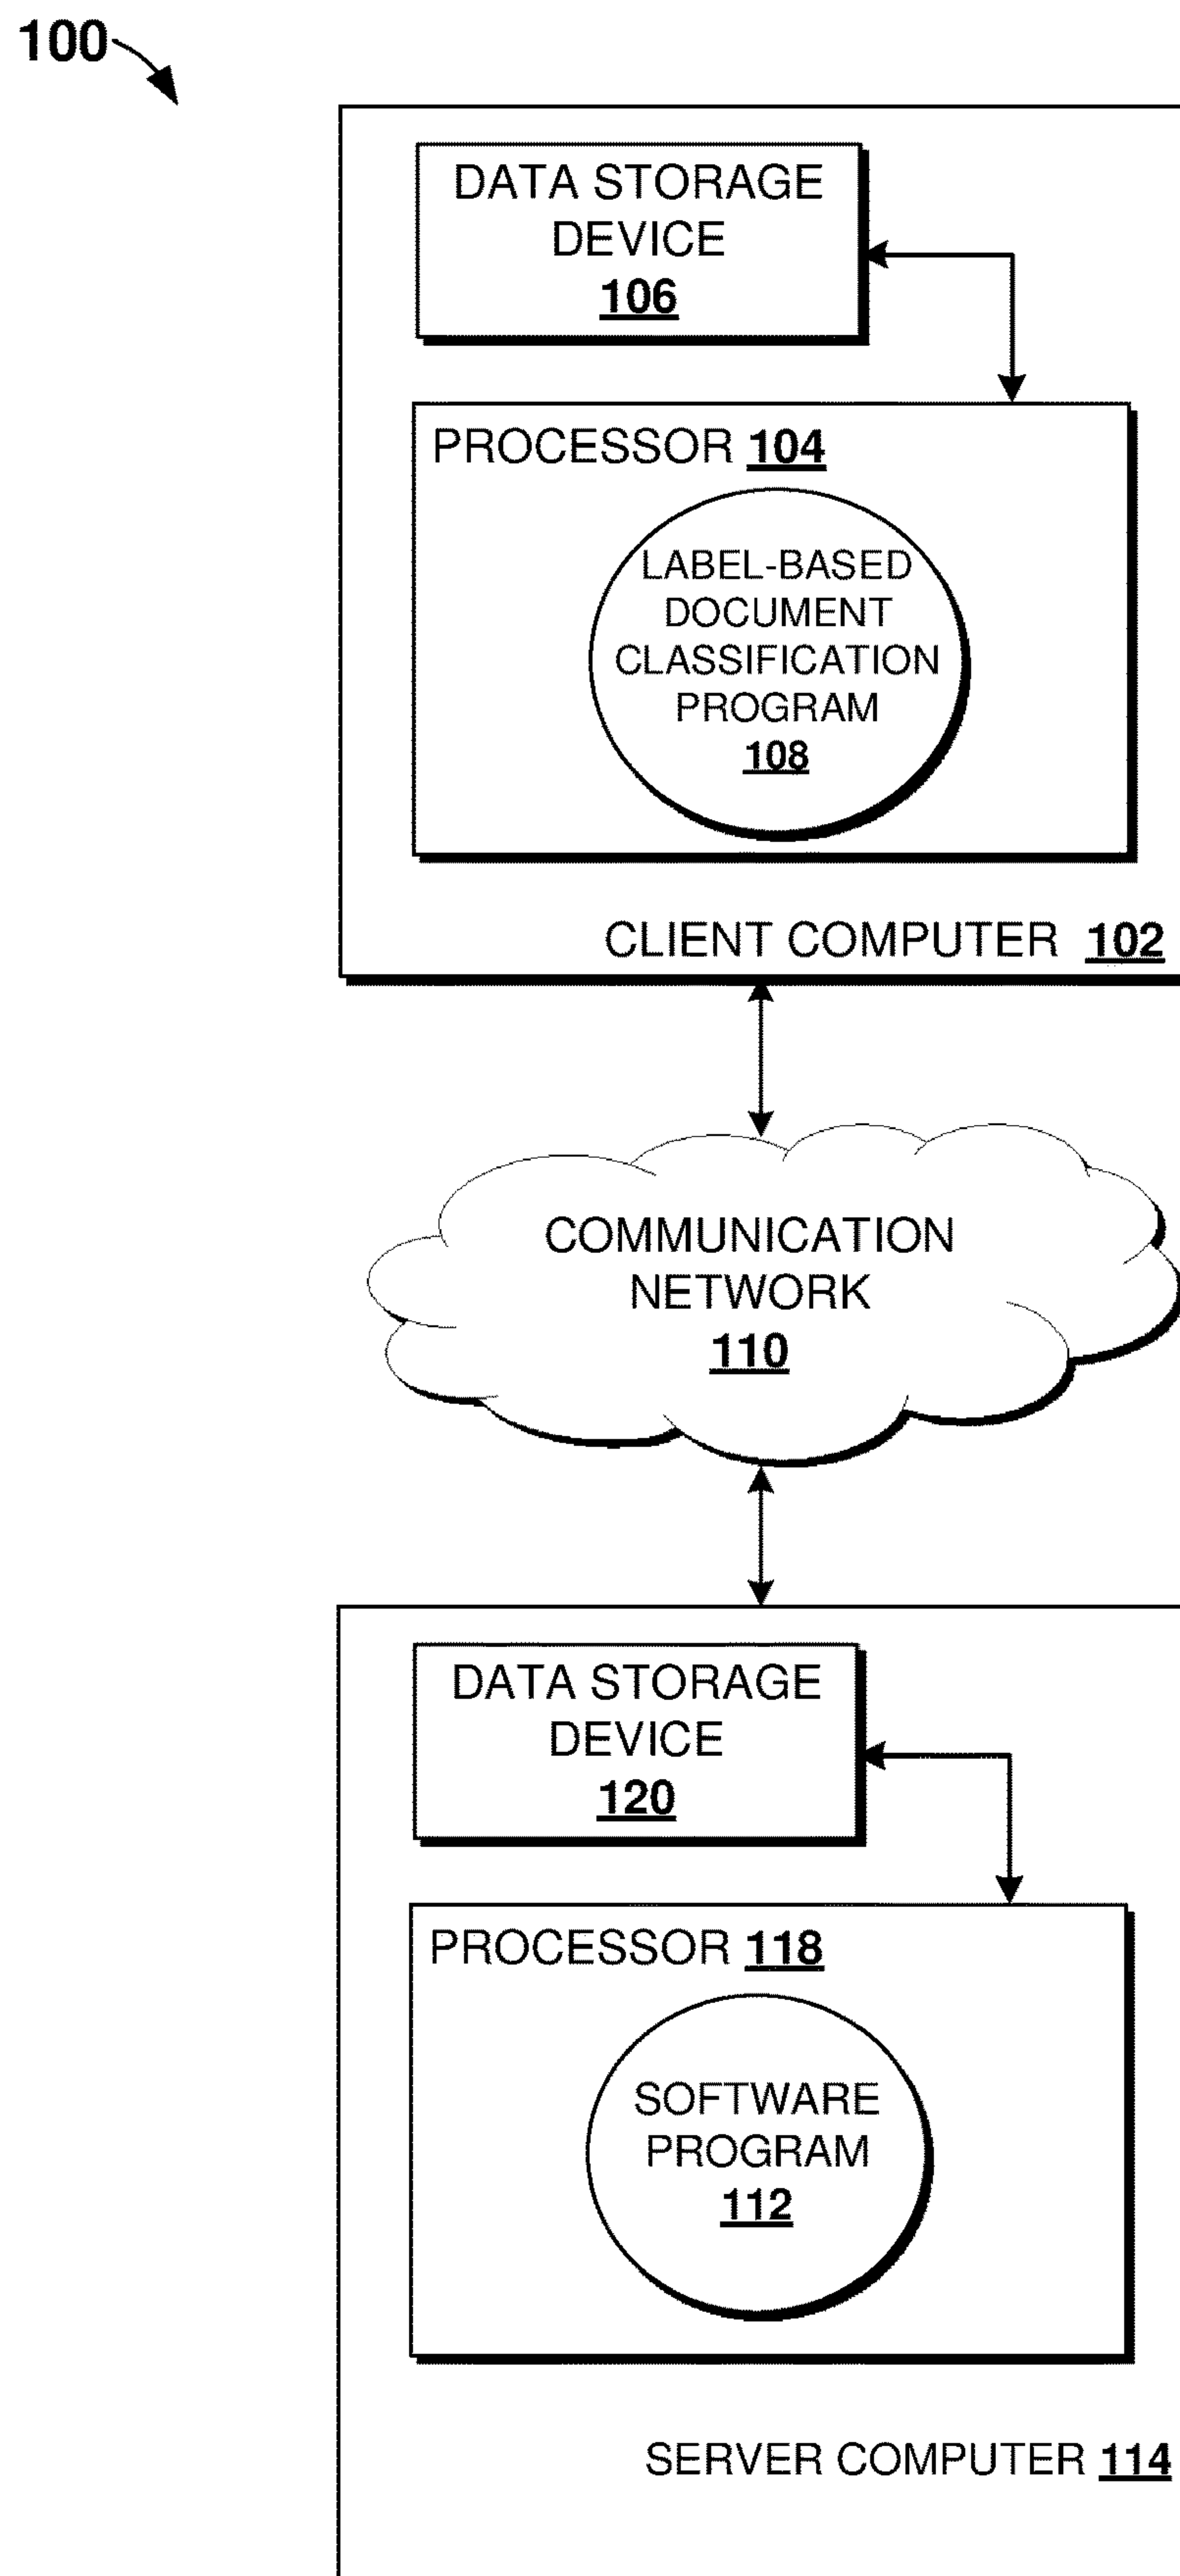 100
DATA STORAGE
DEVICE
106
PROCESSOR 104
LABEL-BASED
DOCUMENT
CLASSIFICATION
PROGRAM
108
CLIENT COMPUTER 102
COMMUNICATION
NETWORK
110
DATA STORAGE
DEVICE
120
PROCESSOR 118
SOFTWARE
PROGRAM
112
SERVER COMPUTER 114